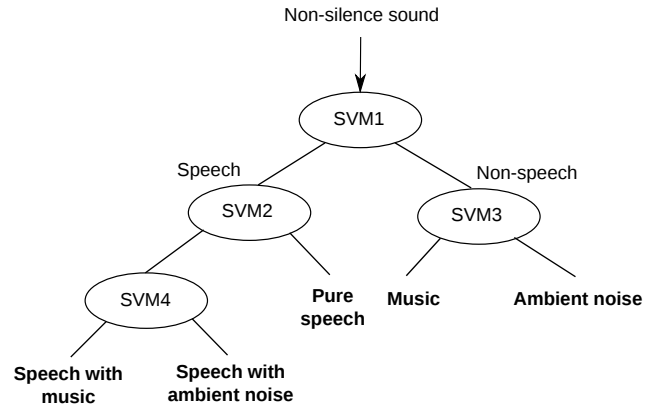 Non-silence sound
SVM1
Speech
Non-speech
SVM2
SVM3
SVM4
Pure
speech
Music
Ambient noise
Speech with
music
Speech with
ambient noise